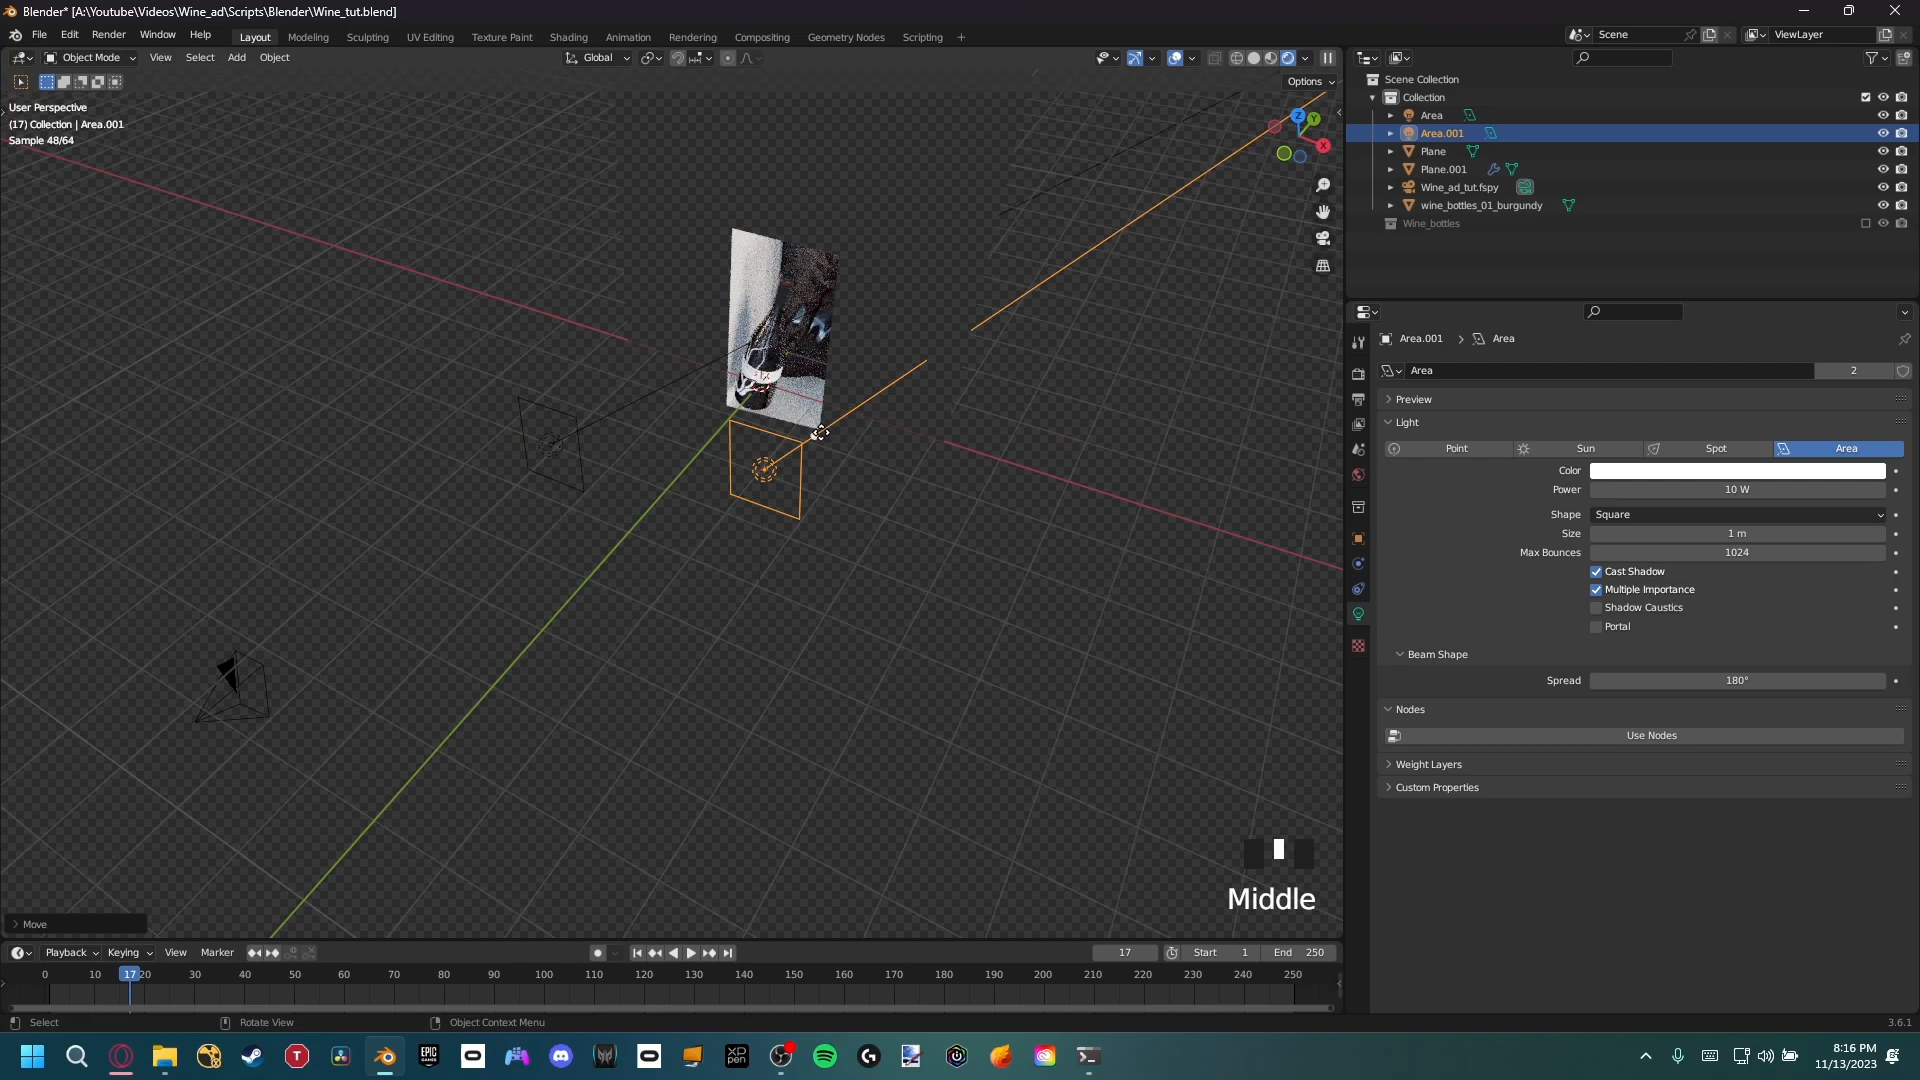 Blender* [A:\Youtube\Videos\Wine_ad\Scripts\Blender\Wine_tut.blend]
File Edit Render Window Help Layout Modeling Sculpting UV Editing Texture Paint Shading Animation Rendering Compositing Geometry Nodes Scripting + Scene ViewLayer
Object Mode View Select Add Object Global
Options
User Perspective
(17) Collection | Area.001
Sample 48/64
Z
Y
X
Scene Collection
Collection
Area
Area.001
Plane
Plane.001
Wine_ad_tut.fspy
wine_bottles_01_burgundy
Wine_bottles
Area.001 > Area
Area 2
Preview
Light
Point Sun Spot Area
Color
Power 10 W
Shape Square
Size 1 m
Max Bounces 1024
Cast Shadow
Multiple Importance
Shadow Caustics
Portal
Beam Shape
Spread 180°
Nodes
Use Nodes
Weight Layers
Custom Properties
Middle
Move
Playback Keying View Marker 17 Start 1 End 250
0 10 17 20 30 40 50 60 70 80 90 100 110 120 130 140 150 160 170 180 190 200 210 220 230 240 250
Select Rotate View Object Context Menu 3.6.1
EPIC GAMES
XP PEN
8:16 PM
11/13/2023